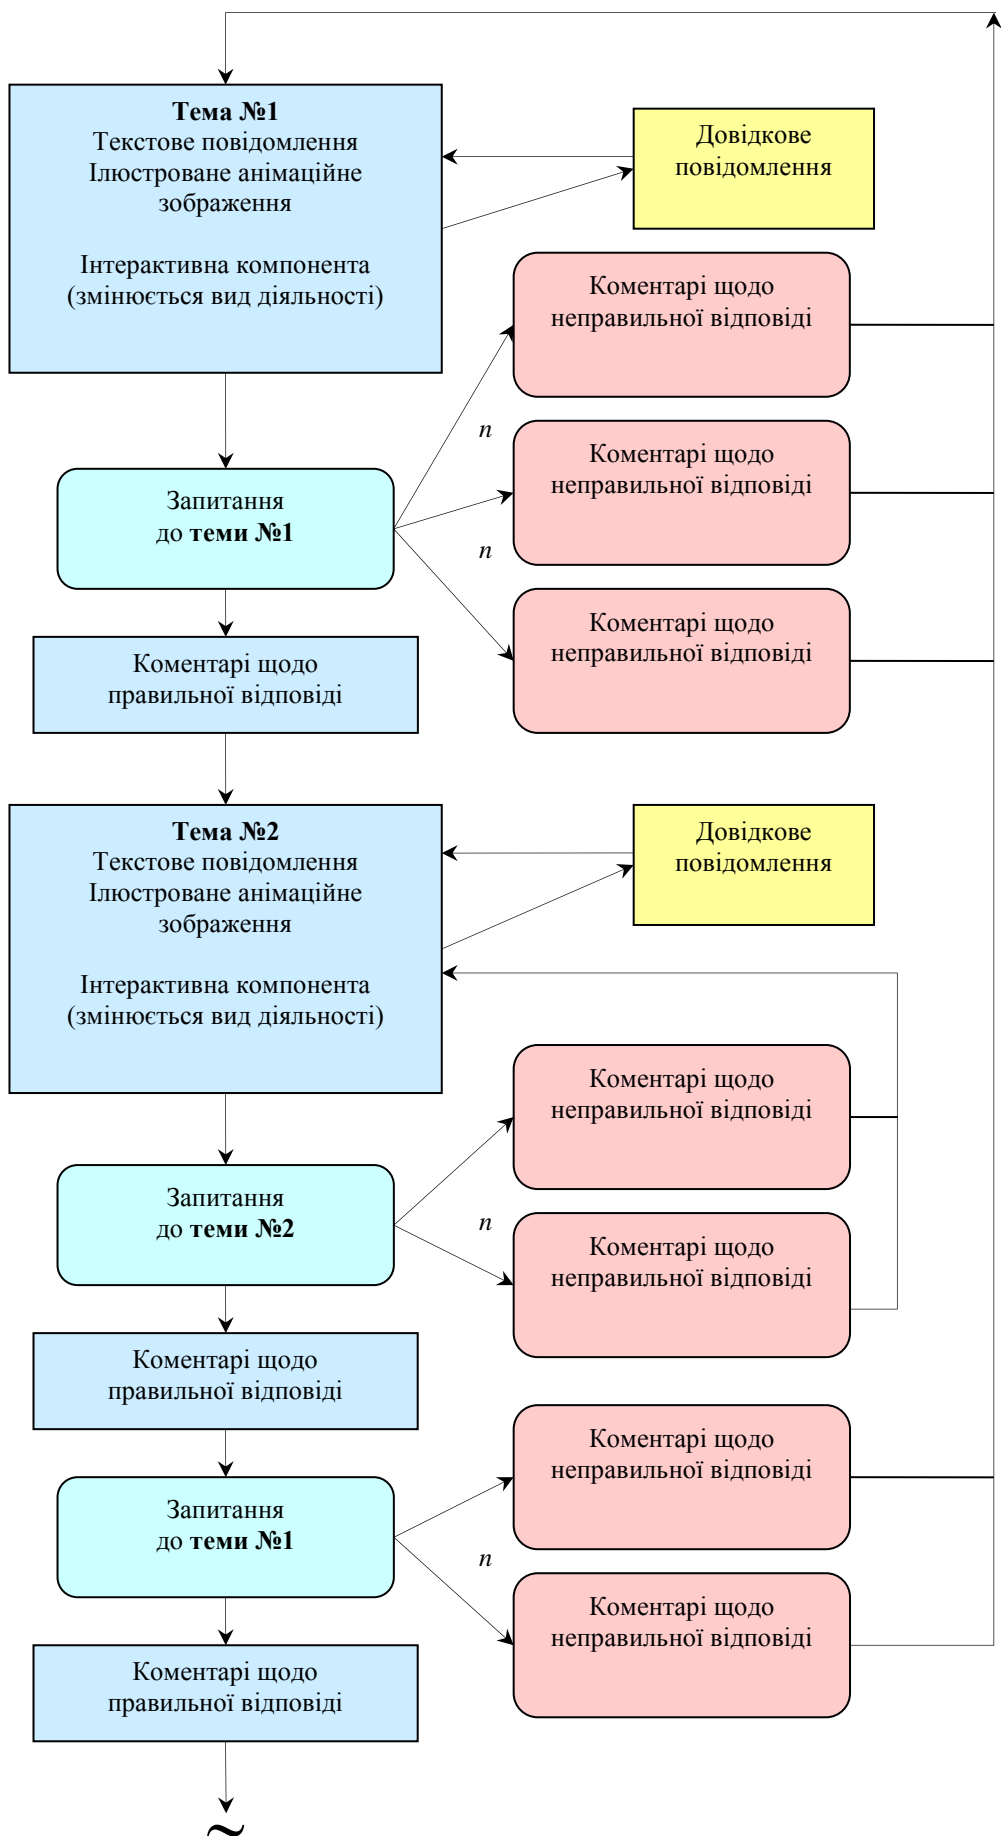 Тема №1
Текстове повідомлення
Ілюстроване анімаційне
зображення
Інтерактивна компонента
(змінюється вид діяльності)
Довідкове
повідомлення
Коментарі щодо
неправильної відповіді
n
Коментарі щодо
неправильної відповіді
Запитання
до теми №1
n
Коментарі щодо
неправильної відповіді
Коментарі щодо
правильної відповіді
Тема №2
Текстове повідомлення
Ілюстроване анімаційне
зображення
Інтерактивна компонента
(змінюється вид діяльності)
Довідкове
повідомлення
Коментарі щодо
неправильної відповіді
Запитання
до теми №2
n
Коментарі щодо
неправильної відповіді
Коментарі щодо
правильної відповіді
Коментарі щодо
неправильної відповіді
Запитання
до теми №1
n
Коментарі щодо
неправильної відповіді
Коментарі щодо
правильної відповіді
~